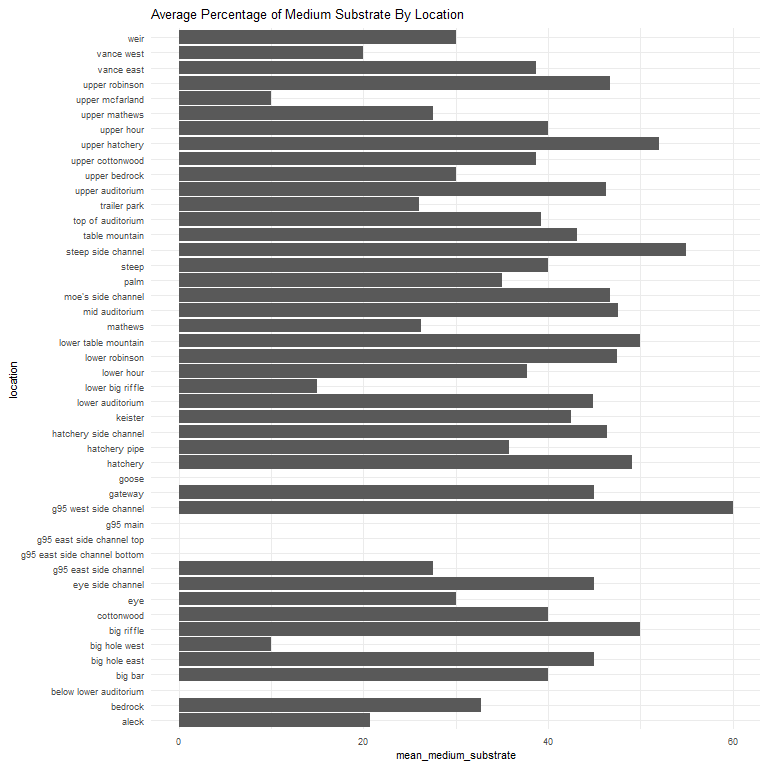 Average Percentage of Medium Substrate By Location
weir
vance west
vance east
upper robinson
upper mcfarland
upper mathews
upper hour
upper hatchery
upper cottonwood
upper bedrock
upper auditorium
trailer park
top of auditorium
table mountain
steep side channel
steep
palm
moe's side channel
mid auditorium
mathews
lower table mountain
lower robinson
lower hour
lower big riffle
lower auditorium
keister
hatchery side channel
hatchery pipe
hatchery
goose
gateway
g95 west side channel
g95 main
g95 east side channel top
g95 east side channel bottom
g95 east side channel
eye side channel
eye
cottonwood
big riffle
big hole west
big hole east
big bar
below lower auditorium
bedrock
aleck
location
0 20 40 60
mean_medium_substrate